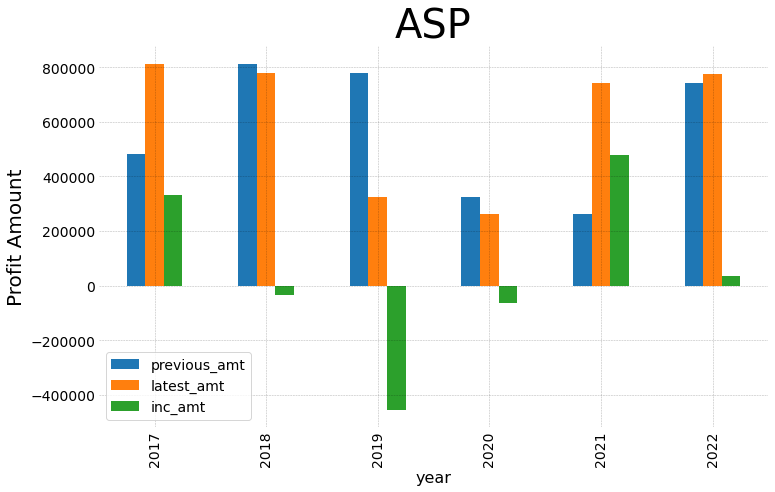 ASP
Profit Amount
800000
600000
400000
200000
0
−200000
−400000
previous_amt
latest_amt
inc_amt
2017
2018
2019
2020
2021
2022
year